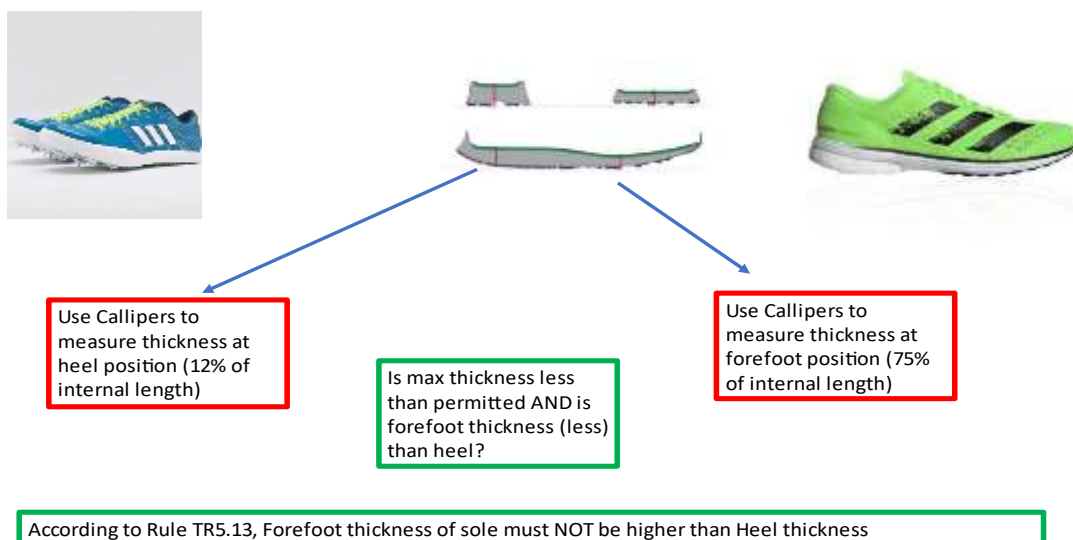 Use Callipers to
measure thickness at
heel position (12% of
internal length)
Use Callipers to
measure thickness at
forefoot position (75%
of internal length)
Is max thickness less
than permitted AND is
forefoot thickness (less)
than heel?
According to Rule TR5.13, Forefoot thickness of sole must NOT be higher than Heel thickness